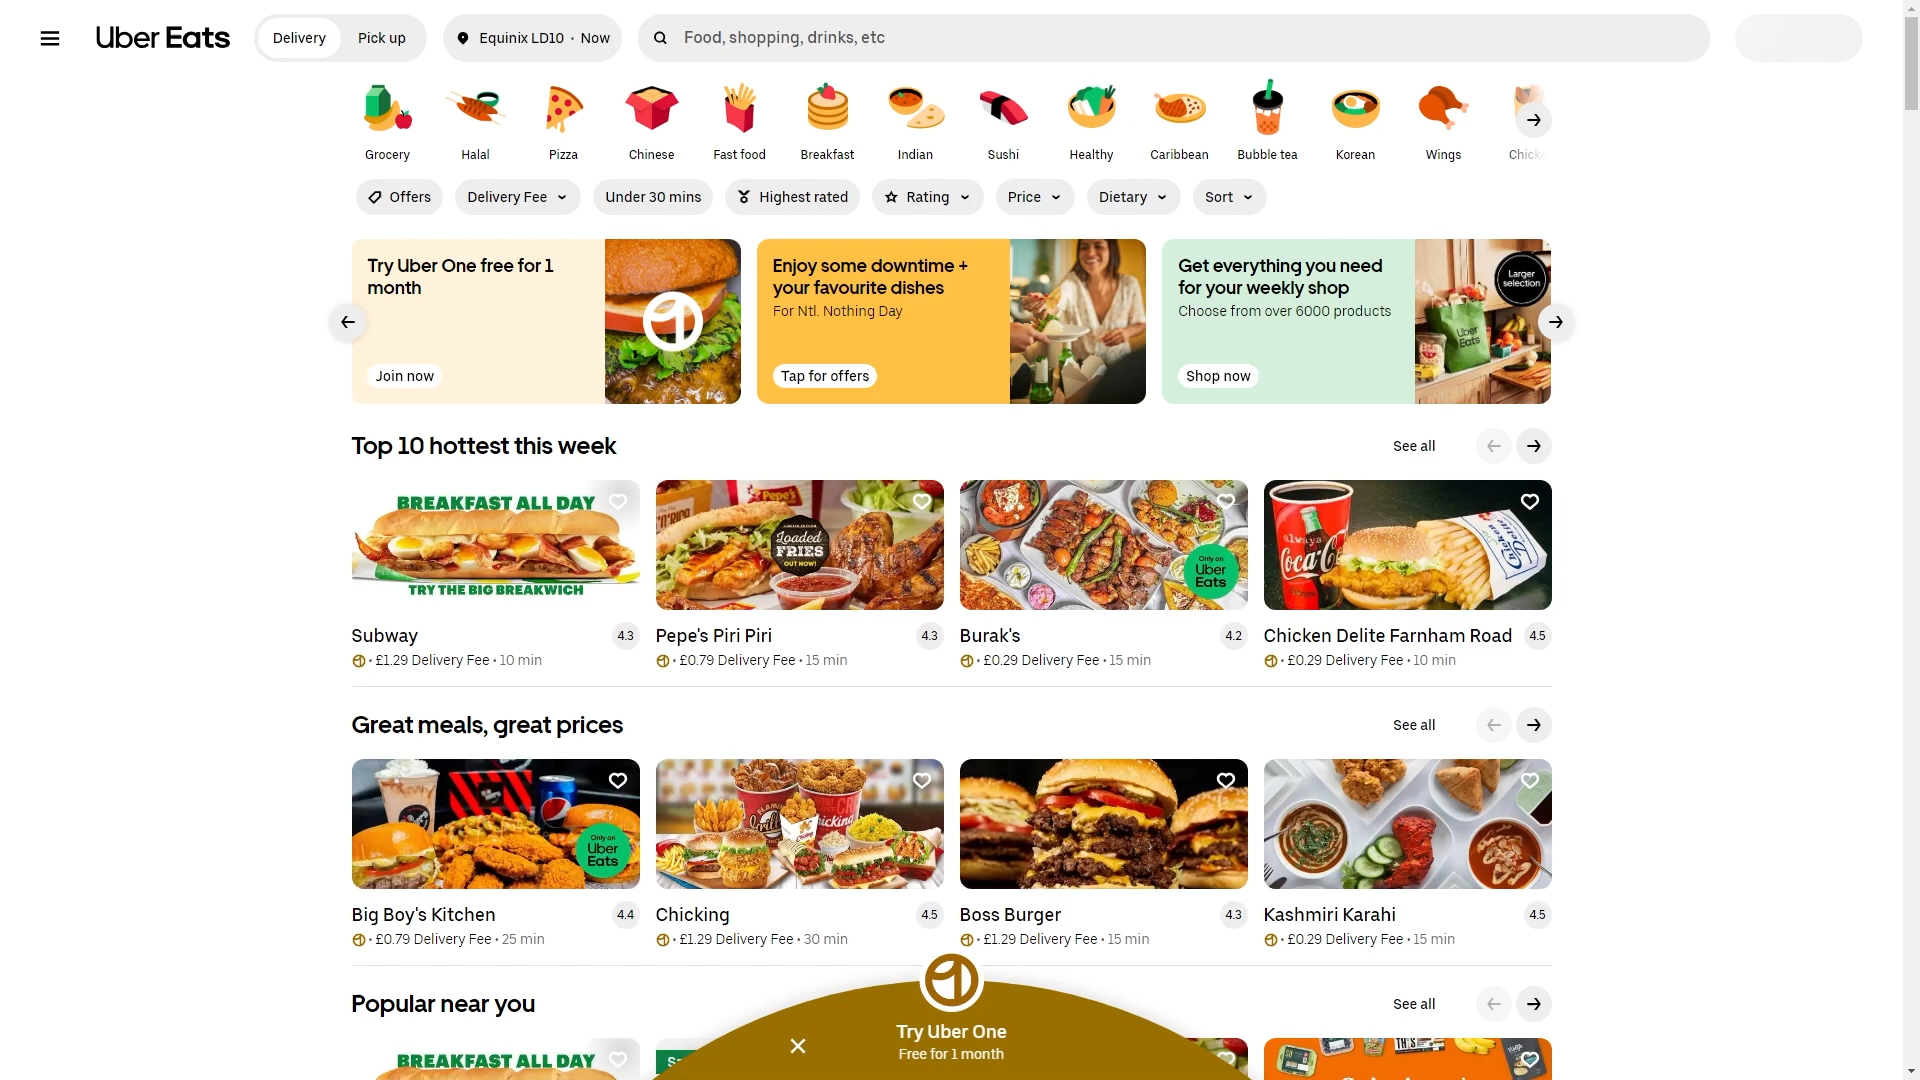 Uber Eats
Delivery
Pick up
Equinix LD10 • Now
Food, shopping, drinks, etc
Grocery
Halal
Pizza
Chinese
Fast food
Breakfast
Indian
Sushi
Healthy
Caribbean
Bubble tea
Korean
Wings
Offers
Delivery Fee
Under 30 mins
Highest rated
Rating
Price
Dietary
Sort
Try Uber One free for 1
month
Join now
Enjoy some downtime +
your favourite dishes
For Ntl. Nothing Day
Tap for offers
Get everything you need
for your weekly shop
Choose from over 6000 products
Shop now
Larger
selection
Uber
Eats
Top 10 hottest this week
See all
BREAKFAST ALL DAY
TRY THE BIG BREAKWICH
Pepe's
Loaded
FRIES
OUT NOW!
Only on
Uber
Eats
always
Coca-C
Chicken
Delite
Subway
4.3
• £1.29 Delivery Fee • 10 min
Pepe's Piri Piri
4.3
• £0.79 Delivery Fee • 15 min
Burak's
4.2
• £0.29 Delivery Fee • 15 min
Chicken Delite Farnham Road
4.5
• £0.29 Delivery Fee • 10 min
Great meals, great prices
See all
Only on
Uber
Eats
Big Boy's Kitchen
4.4
• £0.79 Delivery Fee • 25 min
Chicking
4.5
• £1.29 Delivery Fee • 30 min
Boss Burger
4.3
• £1.29 Delivery Fee • 15 min
Kashmiri Karahi
4.5
• £0.29 Delivery Fee • 15 min
Popular near you
See all
BREAKFAST ALL DAY
Try Uber One
Free for 1 month